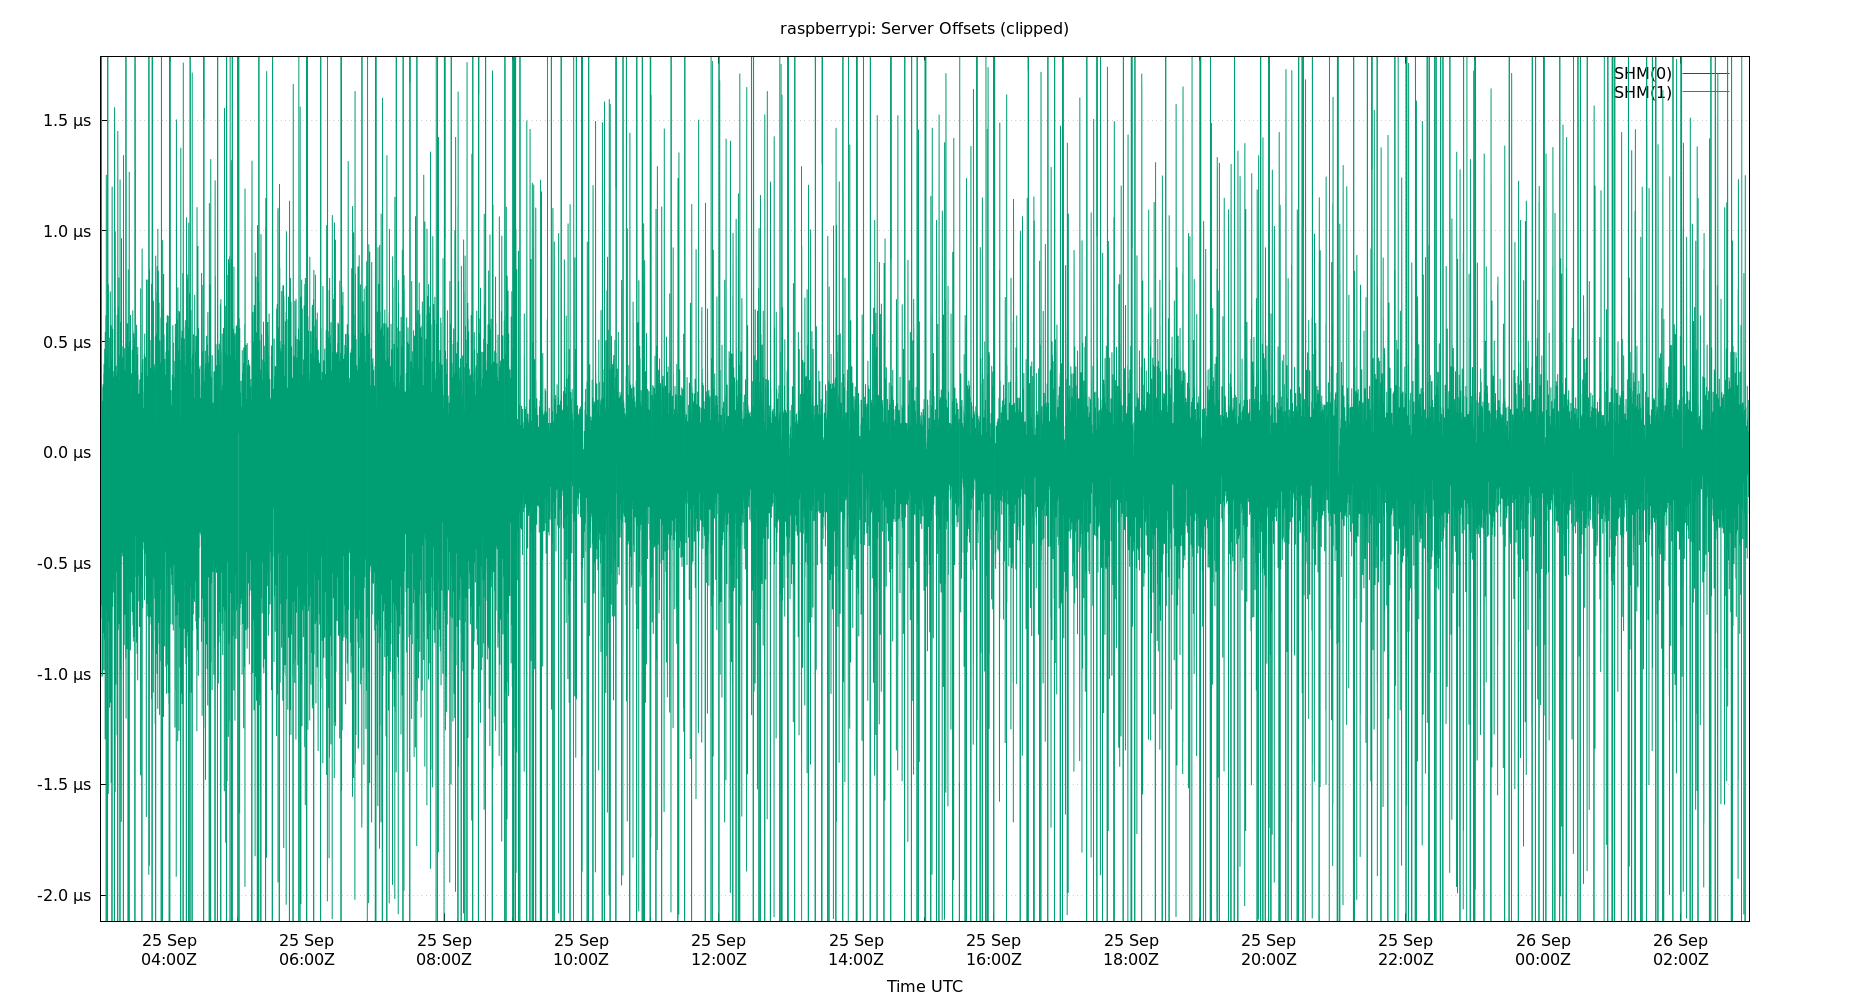 raspberrypi: Server Offsets (clipped)
SHM(0)
SHM(1)
1.5 µs
1.0 µs
0.5 µs
0.0 µs
-0.5 µs
-1.0 µs
-1.5 µs
-2.0 µs
25 Sep 25 Sep 25 Sep 25 Sep 25 Sep 25 Sep 25 Sep 25 Sep 25 Sep 25 Sep 26 Sep 26 Sep
04:00Z 06:00Z 08:00Z 10:00Z 12:00Z 14:00Z 16:00Z 18:00Z 20:00Z 22:00Z 00:00Z 02:00Z
Time UTC